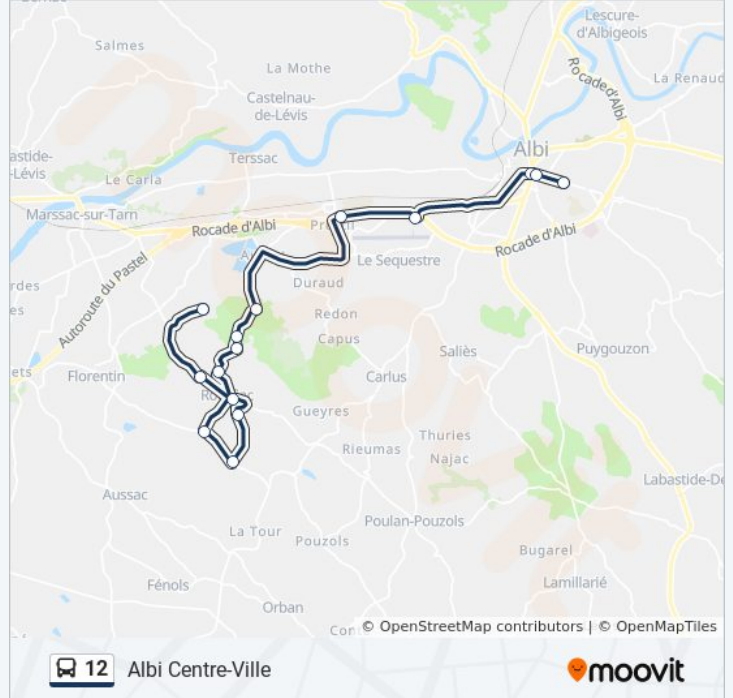 Lescure-
d'Albigeois
Salmes
La Mothe
Rocade d'Albi
La Renaud
Castelnau-
de-Lévis
Albi
astide-
-Lévis
Terssac
Le Carla
Marssac-sur-Tarn
Rocade d'Albi
Rocade d'Albi
Le Sequestre
Autoroute du Pastel
rdes
es
Duraud
Redon
Capus
Saliès
Puygouzon
ets
Florentin
Carlus
Gueyres
Thuries
Rieumas
Najac
Labastide-De
Aussac
La Tour
Poulan-Pouzols
Pouzols
Bugarel
Fénols
Lamillarié
Orban
© OpenStreetMap contributors | © OpenMapTiles
12 Albi Centre-Ville
moovit